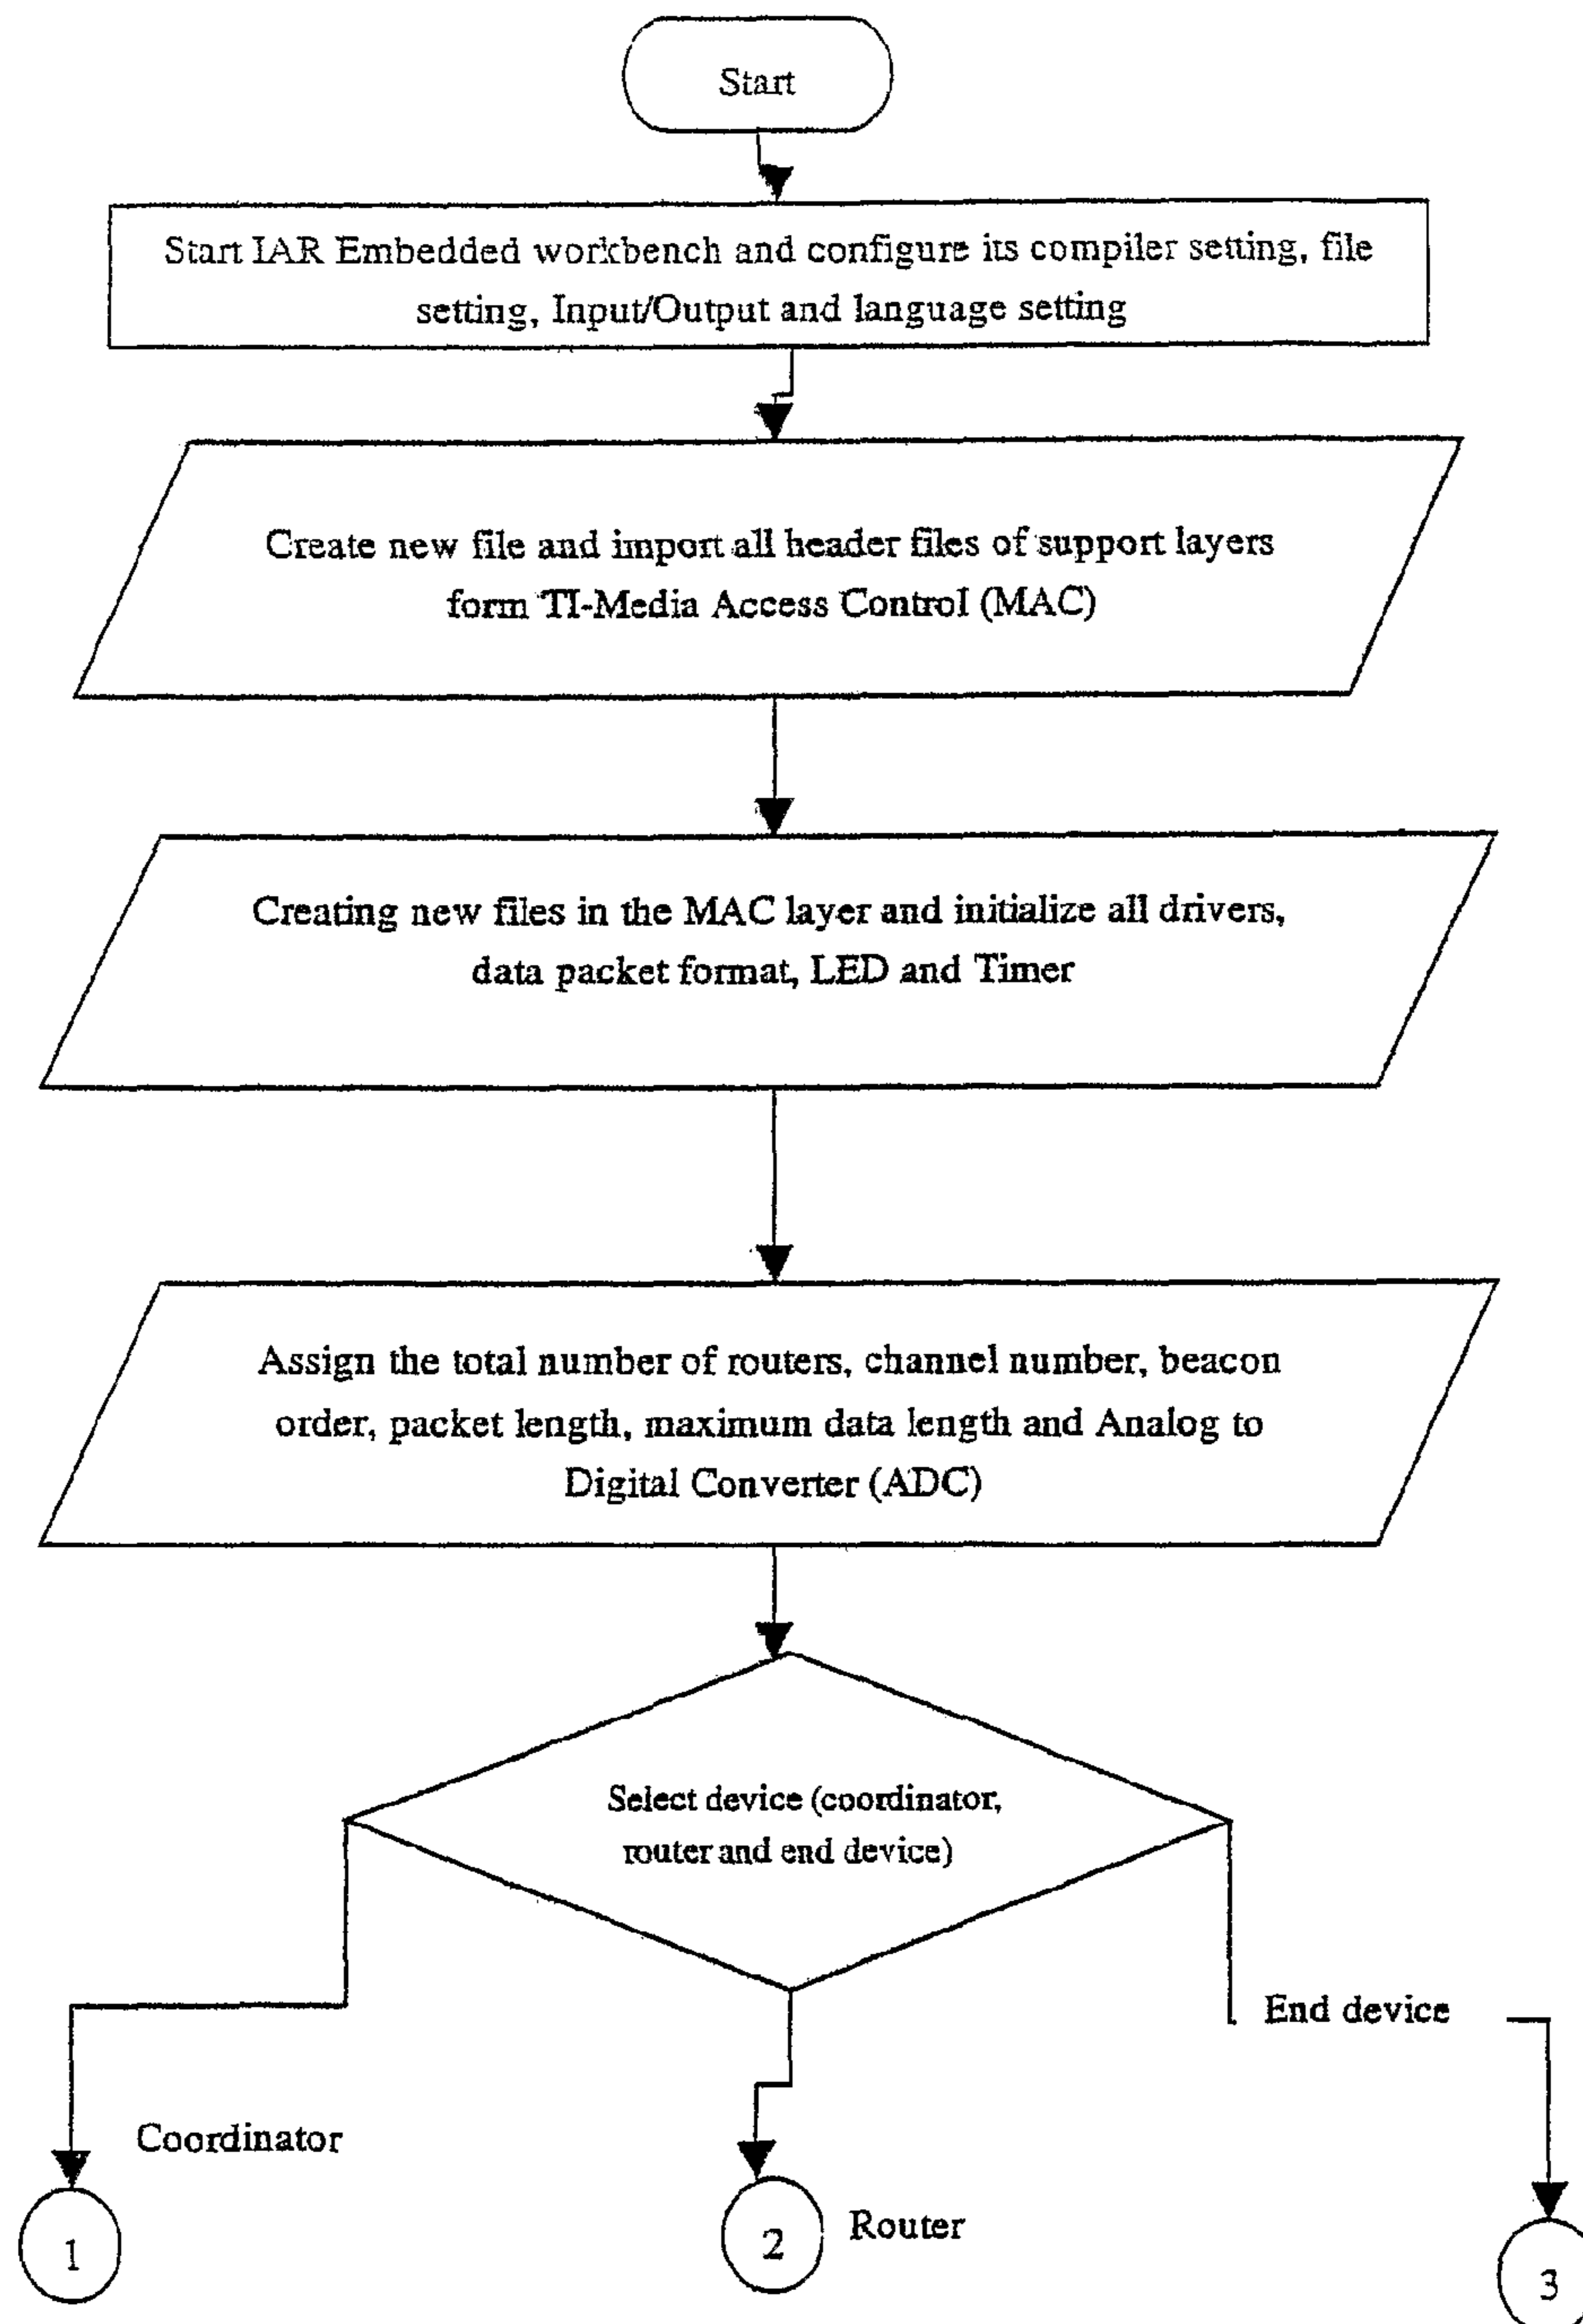 Start
Start IAR Embedded workbench and configure its compiler setting, file
setting, Input/Output and language setting
Create new file and import all header files of support layers
form TI-Media Access Control (MAC)
Creating new files in the MAC layer and initialize all drivers,
data packet format, LED and Timer
Assign the total number of routers, channel number, beacon
order, packet length, maximum data length and Analog to
Digital Converter (ADC)
Select device (coordinator,
router and end device)
End device
Coordinator
Router
1
2
3